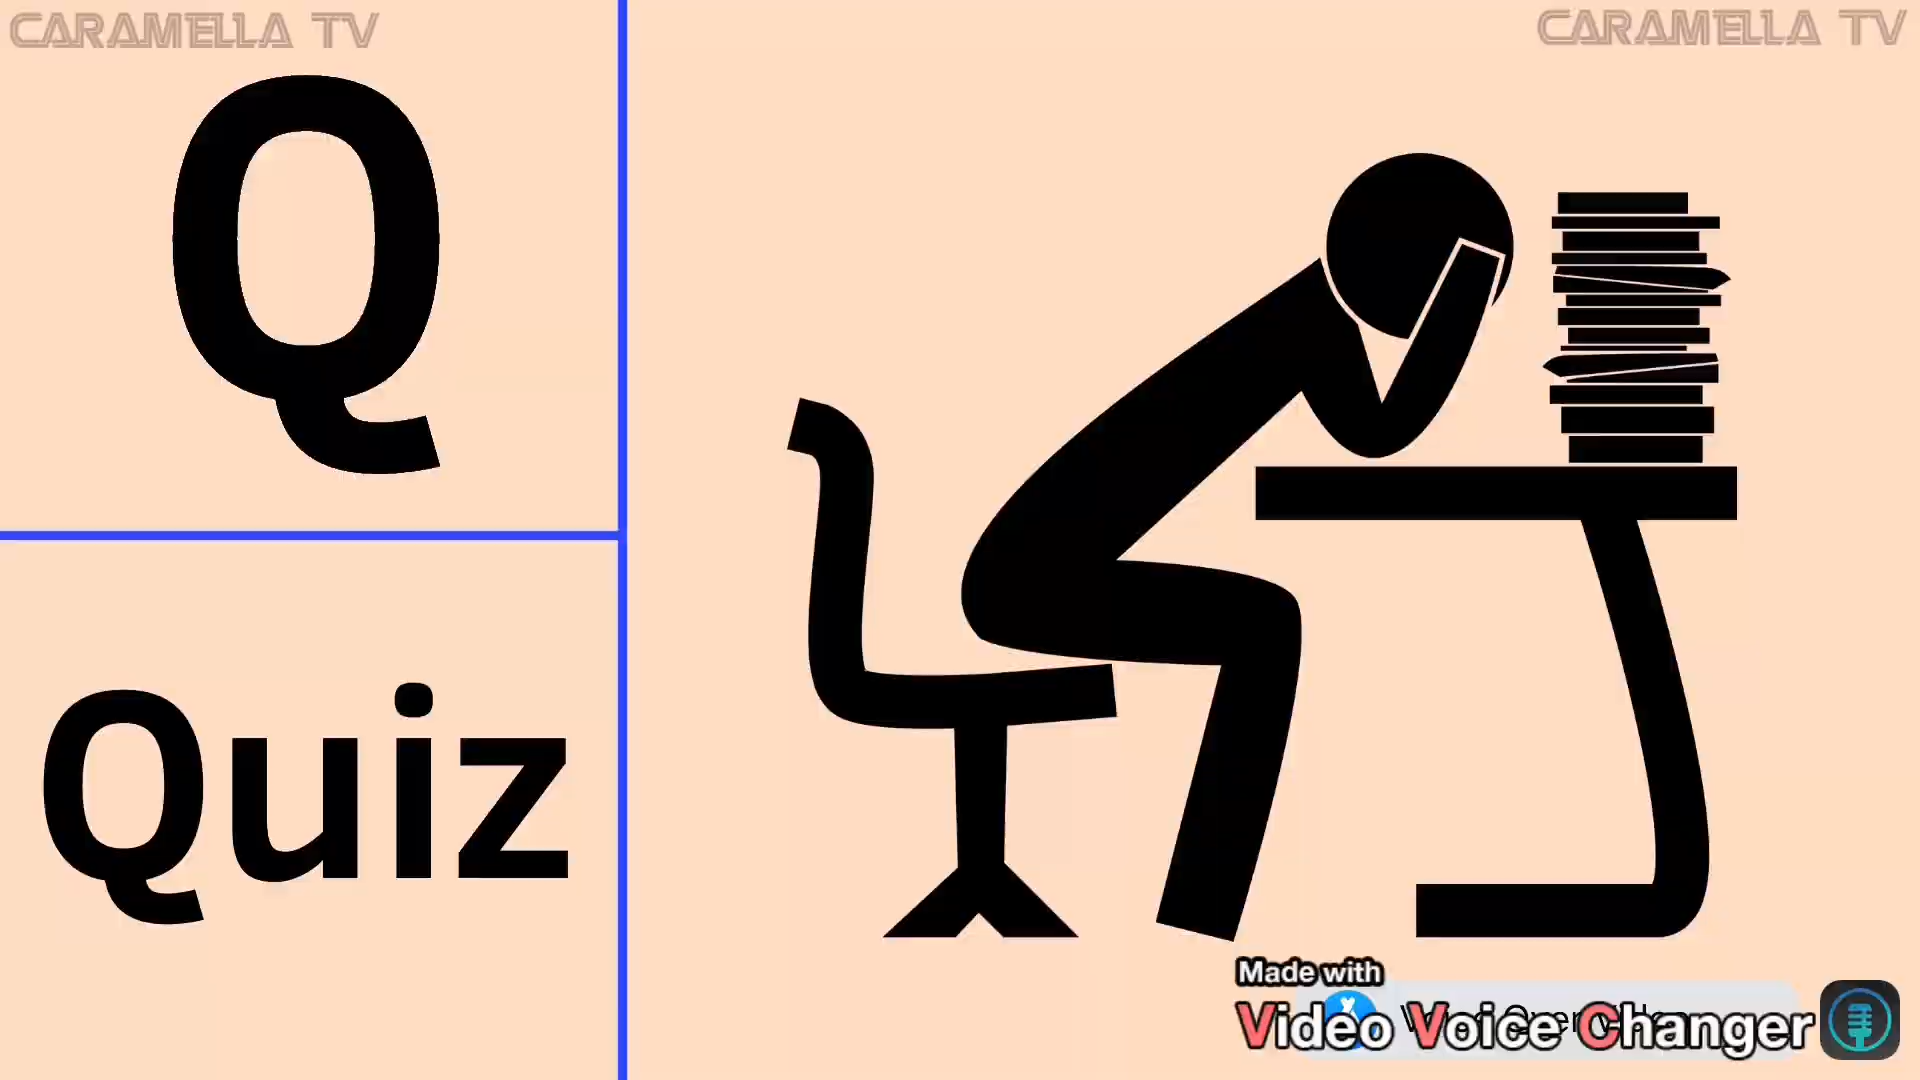 CARAMELLA TV
CARAMELLA TV
Q
Quiz
Made with
Video Voice Changer